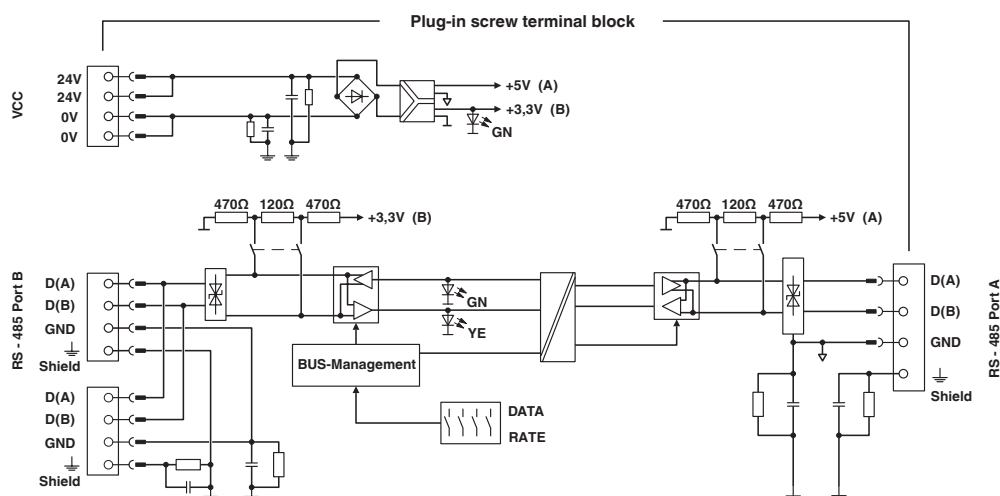 Plug-in screw terminal block
VCC
24V
24V
0V
0V
+5V (A)
+3,3V (B)
GN
470Ω 120Ω 470Ω
+3,3V (B)
470Ω 120Ω 470Ω
+5V (A)
RS - 485 Port B
D(A)
D(B)
GND
Shield
D(A)
D(B)
GND
Shield
GN
YE
BUS-Management
DATA
RATE
D(A)
D(B)
GND
Shield
RS - 485 Port A